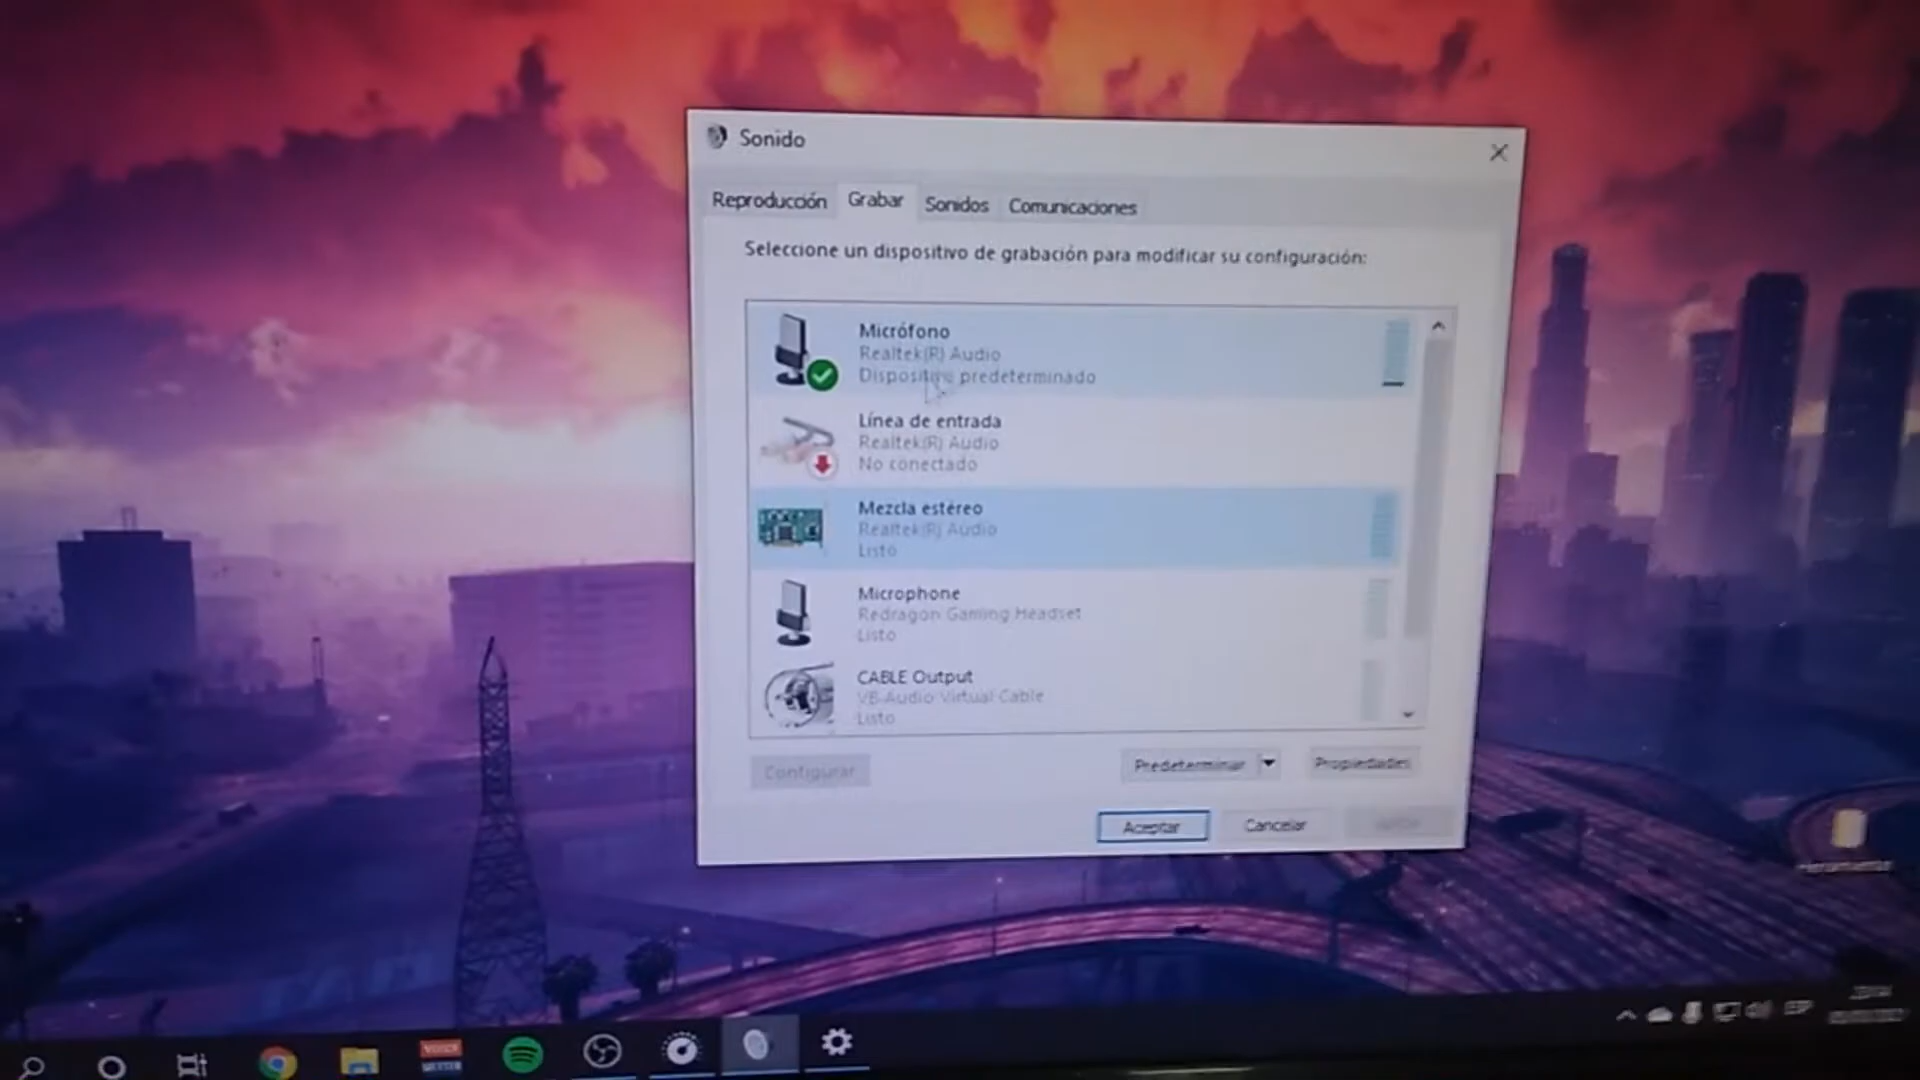 Sonido
Reproducción Grabar Sonidos Comunicaciones
Seleccione un dispositivo de grabación para modificar su configuración:
Micrófono
Realtek(R) Audio
Dispositivo predeterminado
Línea de entrada
Realtek(R) Audio
No conectado
Mezcla estéreo
Realtek(R) Audio
Listo
Microphone
Redragon Gaming Headset
Listo
CABLE Output
VB-Audio Virtual Cable
Listo
Configurar Predeterminar Propiedades
Aceptar Cancelar
ESP